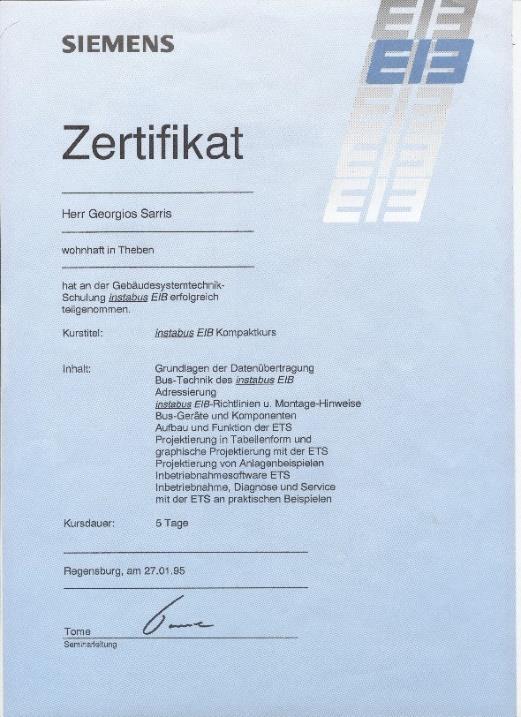 SIEMENS
EIB
Zertifikat
Herr Georgios Sarris
wohnhaft in Theben
hat an der Gebäudesystemtechnik-
Schulung instabus EIB erfolgreich
teilgenommen.
Kurstitel: instabus EIB Kompaktkurs
Inhalt: Grundlagen der Datenübertragung
Bus-Technik des instabus EIB
Adressierung
instabus EIB-Richtlinien u. Montage-Hinweise
Bus-Geräte und Komponenten
Aufbau und Funktion der ETS
Projektierung in Tabellenform und
graphische Projektierung mit der ETS
Projektierung von Anlagenbeispielen
Inbetriebnahmesoftware ETS
Inbetriebnahme, Diagnose und Service
mit der ETS an praktischen Beispielen
Kursdauer: 5 Tage
Regensburg, am 27.01.95
Tome
Seminarleitung